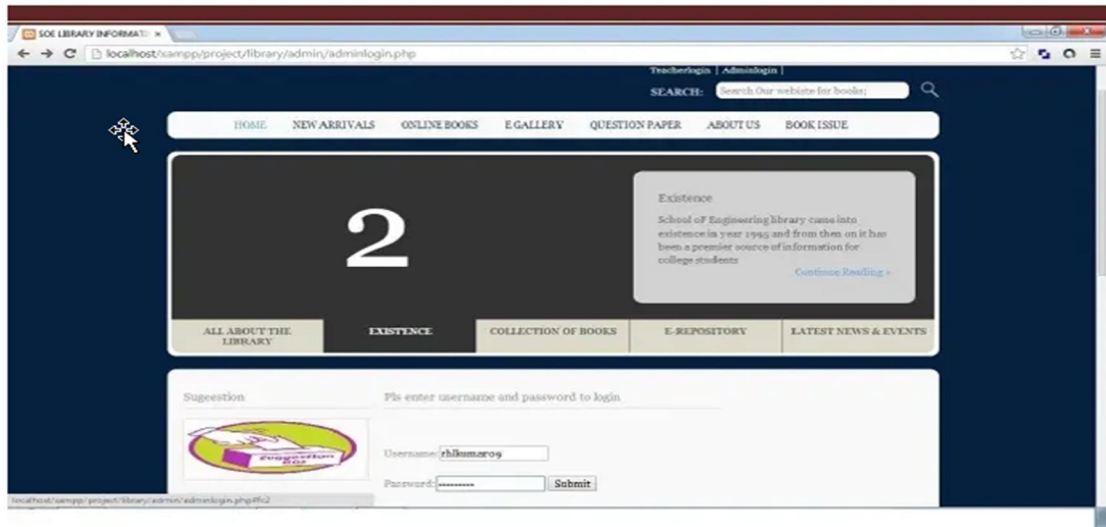 SOE LIBRARY INFORMATI
localhost/xampp/project/library/admin/adminlogin.php
Teacherlogin | Adminlogin |
SEARCH: Search Our webiste for books;
HOME NEW ARRIVALS ONLINE BOOKS E GALLERY QUESTION PAPER ABOUT US BOOK ISSUE
2
Existence
School oF Engineering library came into
existence in year 1995 and from then on it has
been a premier source of information for
college students
Continue Reading »
ALL ABOUT THE
LIBRARY
EXISTENCE
COLLECTION OF BOOKS
E-REPOSITORY
LATEST NEWS & EVENTS
Sugeestion
Pls enter username and password to login
Suggestion
Box
Username: rhlkumar09
Password: ········· Submit
localhost/xampp/project/library/admin/adminlogin.php#fc2